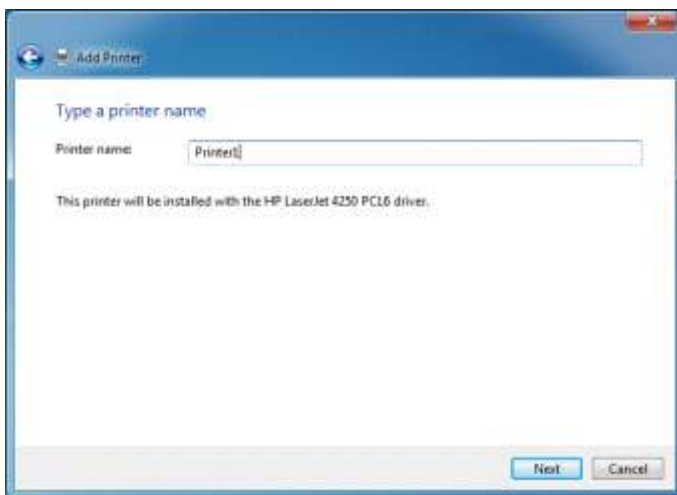 Add Printer
Type a printer name
Printer name: Printer1
This printer will be installed with the HP LaserJet 4250 PCL6 driver.
Next Cancel